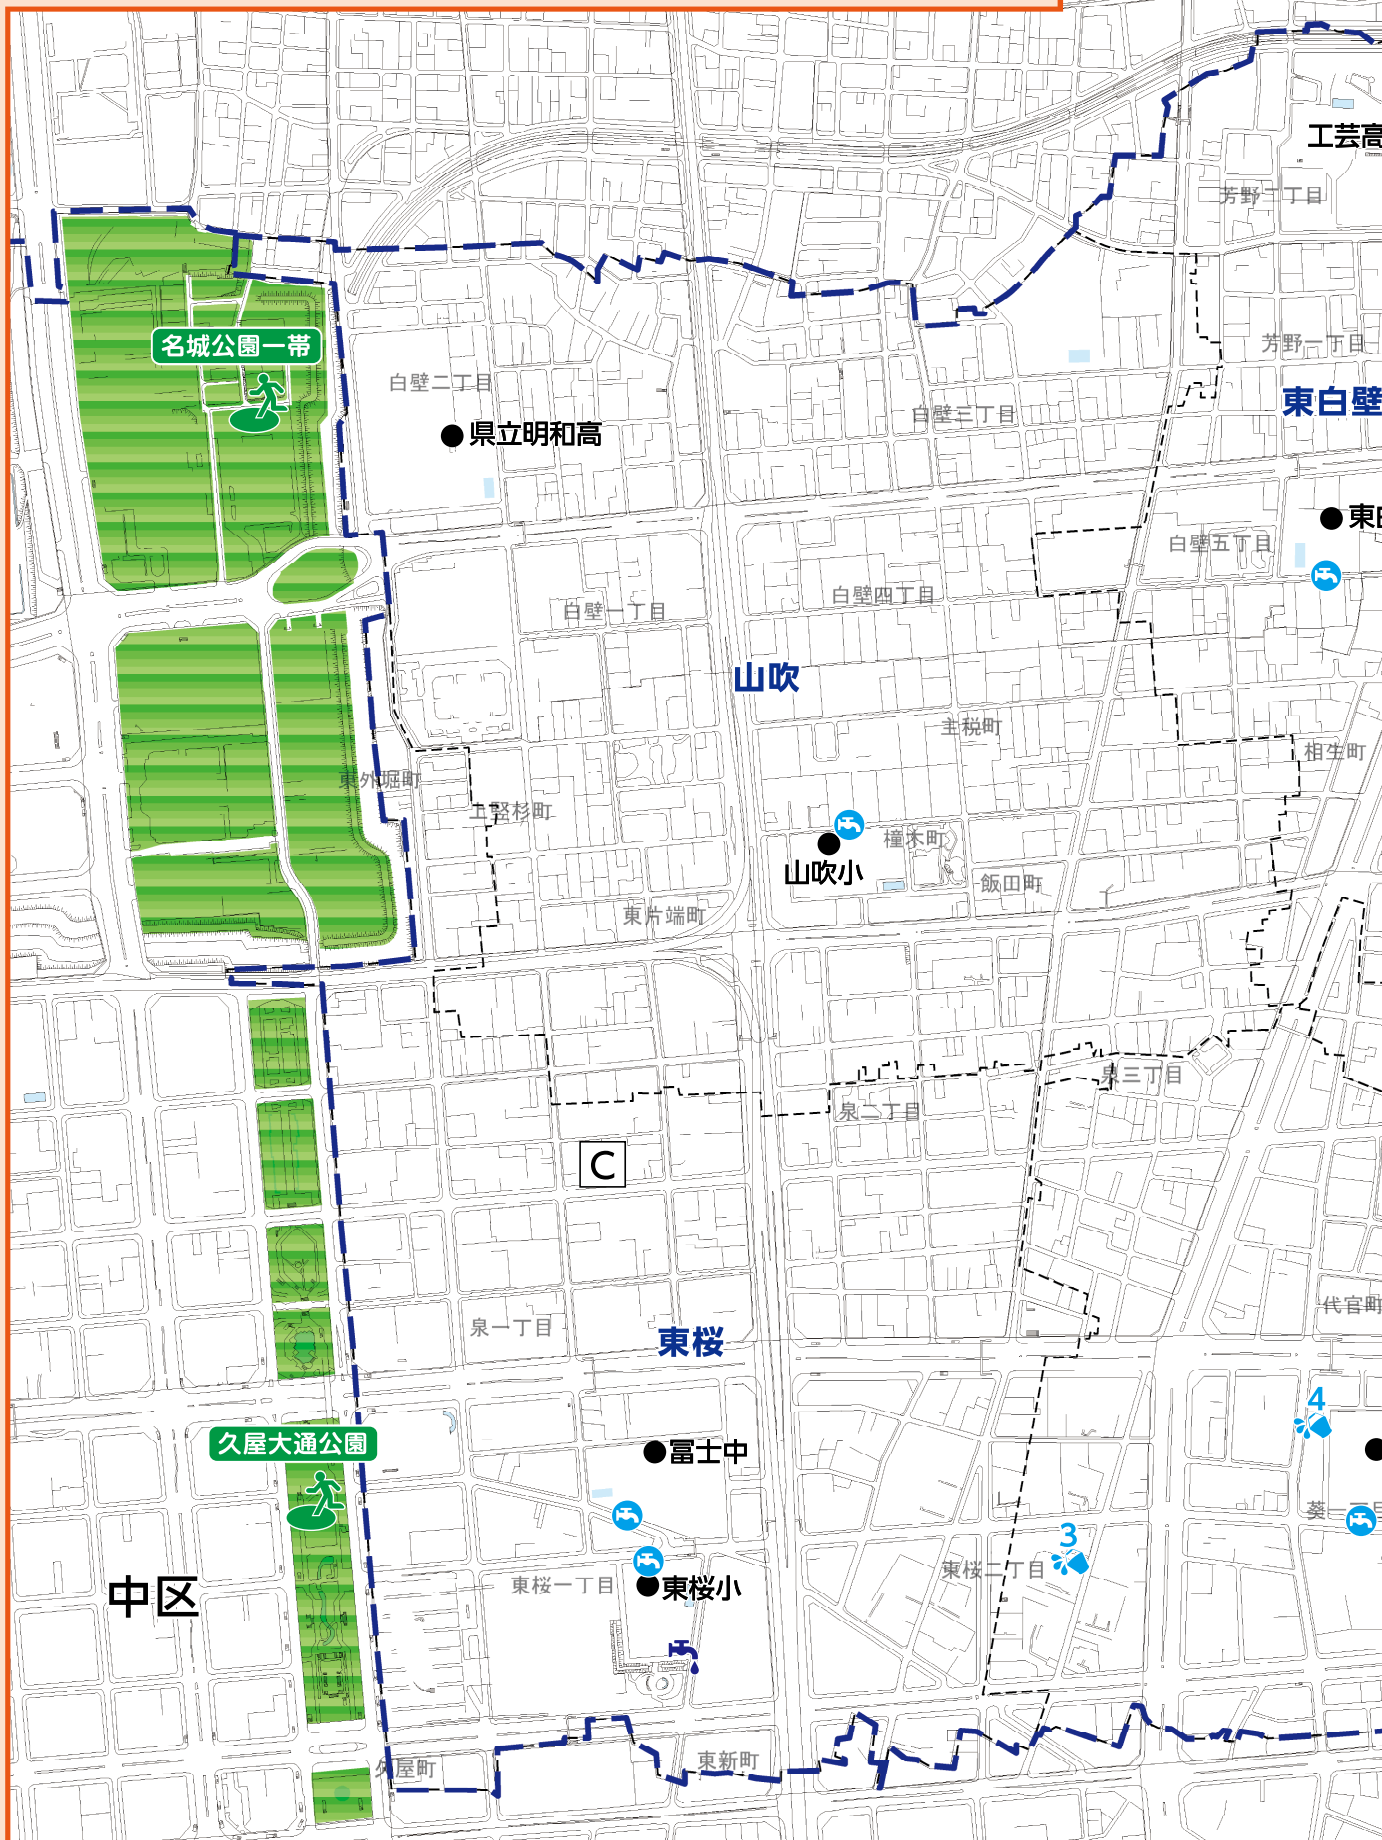 工芸高
芳野二丁目
名城公園一帯
芳野一丁目
白壁二丁目
東白壁
白壁三丁目
県立明和高
白壁五丁目
白壁四丁目
白壁一丁目
山吹
主税町
相生町
東外堀町
上竪杉町
橦木町
山吹小
飯田町
東片端町
泉三丁目
泉二丁目
C
代官町
泉一丁目
東桜
4
久屋大通公園
冨士中
3
東桜二丁目
東桜一丁目
東桜小
中区
東新町
久屋町